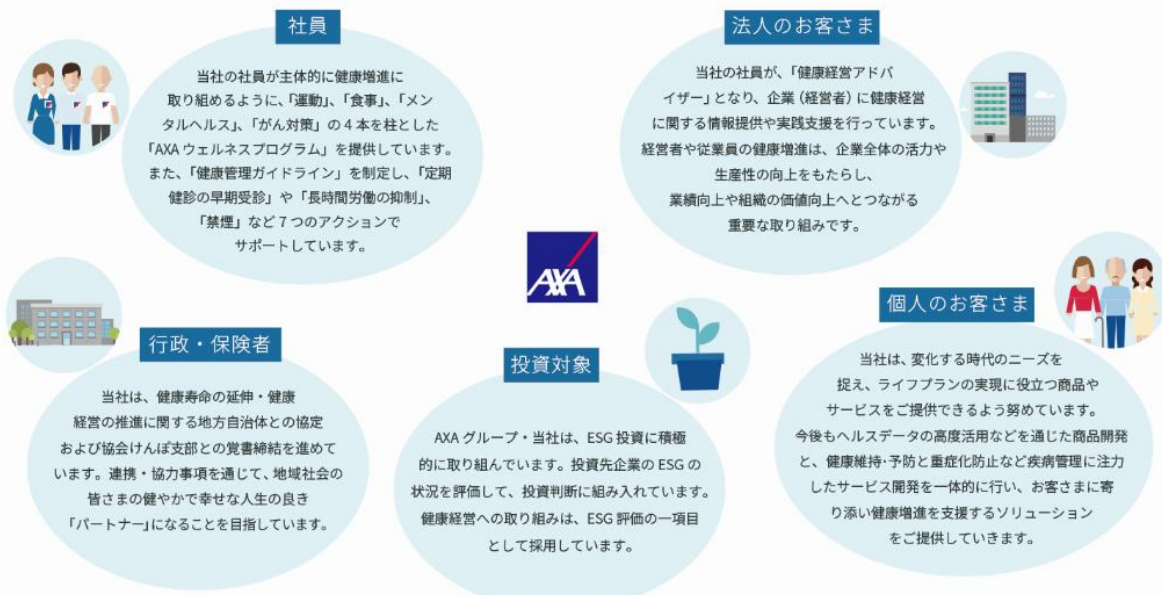 社員
当社の社員が主体的に健康増進に
取り組めるように、「運動」、「食事」、「メン
タルヘルス」、「がん対策」の4本を柱とした
「AXAウェルネスプログラム」を提供しています。
また、「健康管理ガイドライン」を制定し、「定期
健診の早期受診」や「長時間労働の抑制」、
「禁煙」など7つのアクションで
サポートしています。
法人のお客さま
当社の社員が、「健康経営アドバ
イザー」となり、企業（経営者）に健康経営
に関する情報提供や実践支援を行っています。
経営者や従業員の健康増進は、企業全体の活力や
生産性の向上をもたらし、
業績向上や組織の価値向上へとつながる
重要な取り組みです。
AXA
行政・保険者
当社は、健康寿命の延伸・健康
経営の推進に関する地方自治体との協定
および協会けんぽ支部との覚書締結を進めて
います。連携・協力事項を通じて、地域社会の
皆さまの健やかで幸せな人生の良き
「パートナー」になることを目指しています。
投資対象
AXAグループ・当社は、ESG投資に積極
的に取り組んでいます。投資先企業のESGの
状況を評価して、投資判断に組み入れています。
健康経営への取り組みは、ESG評価の一項目
として採用しています。
個人のお客さま
当社は、変化する時代のニーズを
捉え、ライフプランの実現に役立つ商品や
サービスをご提供できるよう努めています。
今後もヘルスデータの高度活用などを通じた商品開発
と、健康維持・予防と重症化防止など疾病管理に注力
したサービス開発を一体的に行い、お客さまに寄
り添い健康増進を支援するソリューション
をご提供していきます。